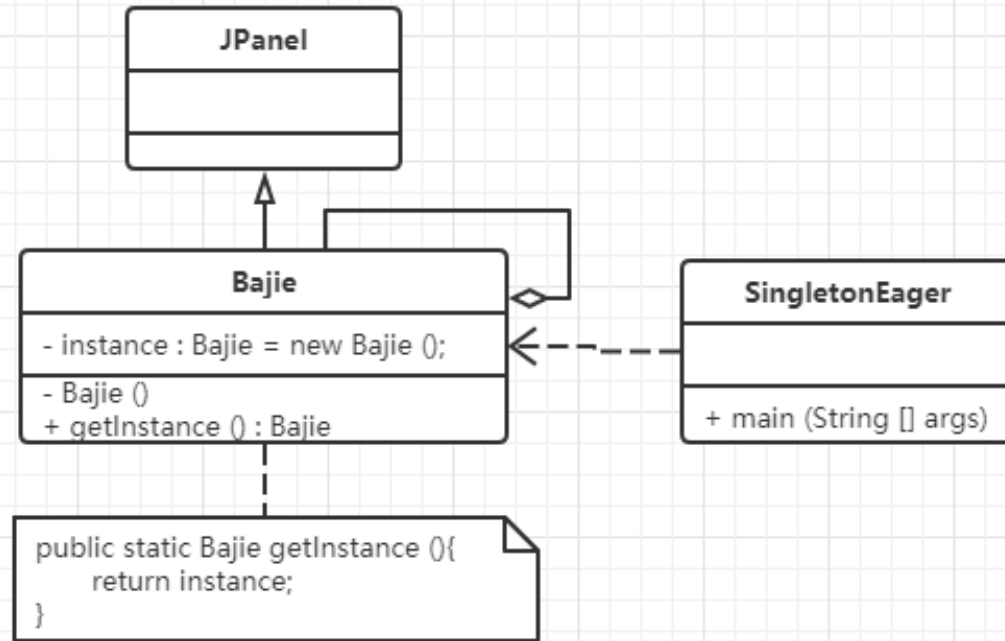 JPanel
Bajie
- instance : Bajie = new Bajie ();
- Bajie ()
+ getInstance () : Bajie
SingletonEager
+ main (String [] args)
public static Bajie getInstance (){
return instance;
}